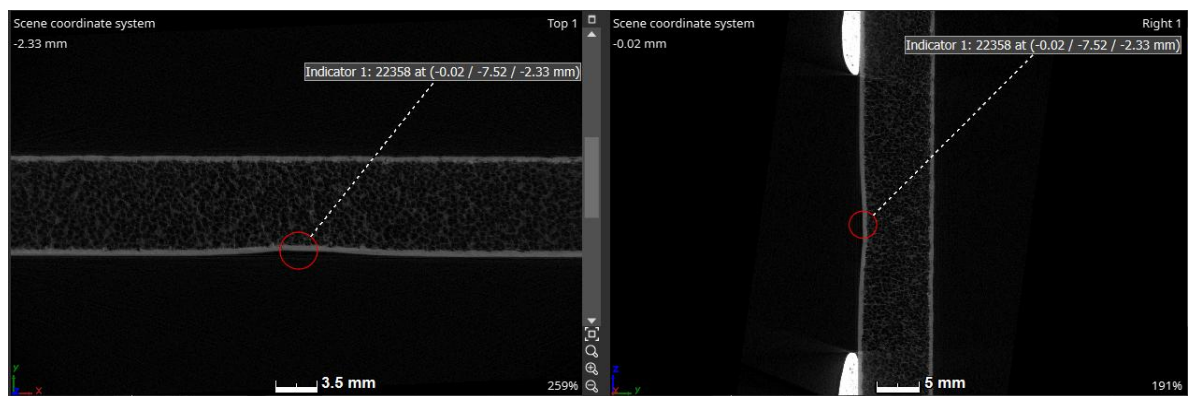 Scene coordinate system
Top 1
-2.33 mm
Indicator 1: 22358 at (-0.02 / -7.52 / -2.33 mm)
y
z
x
3.5 mm
259%
Scene coordinate system
Right 1
-0.02 mm
Indicator 1: 22358 at (-0.02 / -7.52 / -2.33 mm)
z
x
y
5 mm
191%